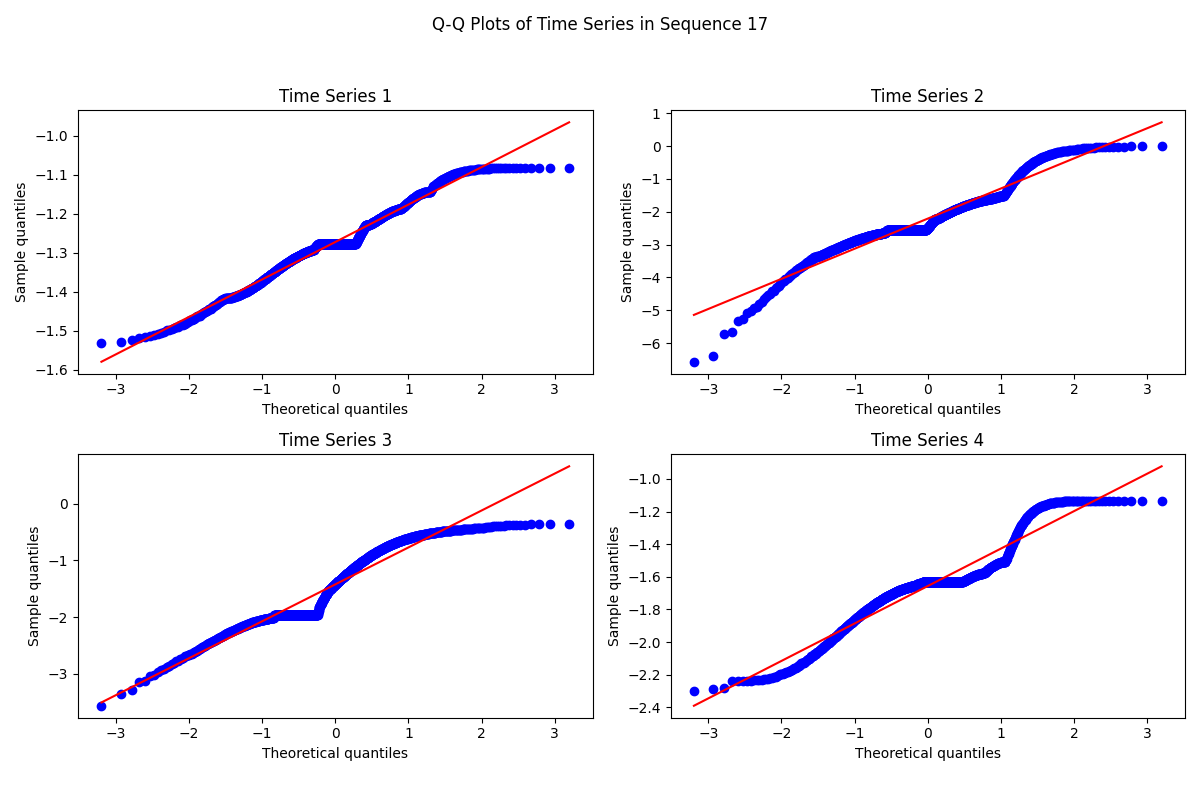 Q-Q Plots of Time Series in Sequence 17
Time Series 1
Sample quantiles
−1.0
−1.1
−1.2
−1.3
−1.4
−1.5
−1.6
−3 −2 −1 0 1 2 3
Theoretical quantiles
Time Series 2
Sample quantiles
1
0
−1
−2
−3
−4
−5
−6
−3 −2 −1 0 1 2 3
Theoretical quantiles
Time Series 3
Sample quantiles
0
−1
−2
−3
−3 −2 −1 0 1 2 3
Theoretical quantiles
Time Series 4
Sample quantiles
−1.0
−1.2
−1.4
−1.6
−1.8
−2.0
−2.2
−2.4
−3 −2 −1 0 1 2 3
Theoretical quantiles